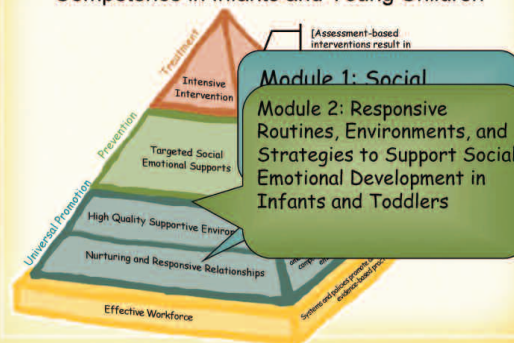 Competence in Infants and Young Children
[Assessment-based
interventions result in
Treatment
Intensive
Intervention
Module 1: Social
Module 2: Responsive
Routines, Environments, and
Strategies to Support Social
Emotional Development in
Infants and Toddlers
Prevention
Targeted Social
Emotional Supports
Universal Promotion
High Quality Supportive Environ
Nurturing and Responsive Relationships
Effective Workforce
Systems and policies promote
evidence-based